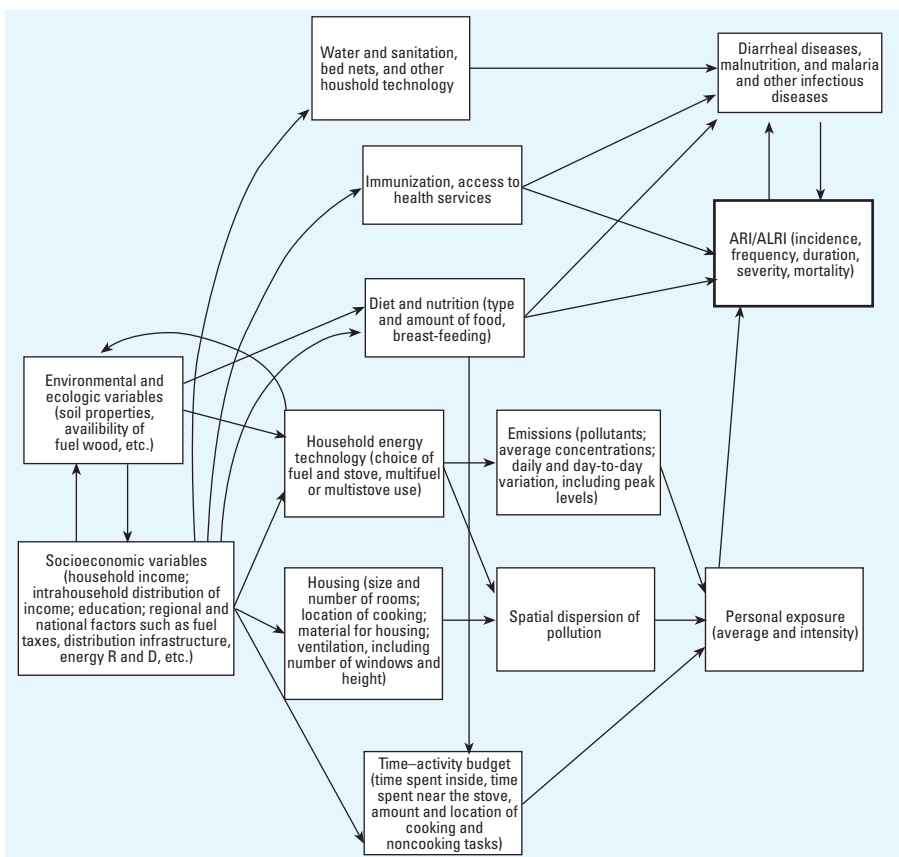 Water and sanitation,
bed nets, and other
houshold technology
Diarrheal diseases,
malnutrition, and malaria
and other infectious
diseases
Immunization, access to
health services
ARI/ALRI (incidence,
frequency, duration,
severity, mortality)
Diet and nutrition (type
and amount of food,
breast-feeding)
Environmental and
ecologic variables
(soil properties,
availibility of
fuel wood, etc.)
Household energy
technology (choice of
fuel and stove, multifuel
or multistove use)
Emissions (pollutants;
average concentrations;
daily and day-to-day
variation, including peak
levels)
Socioeconomic variables
(household income;
intrahousehold distribution of
income; education; regional and
national factors such as fuel
taxes, distribution infrastructure,
energy R and D, etc.)
Housing (size and
number of rooms;
location of cooking;
material for housing;
ventilation, including
number of windows and
height)
Spatial dispersion of
pollution
Personal exposure
(average and intensity)
Time–activity budget
(time spent inside, time
spent near the stove,
amount and location of
cooking and
noncooking tasks)